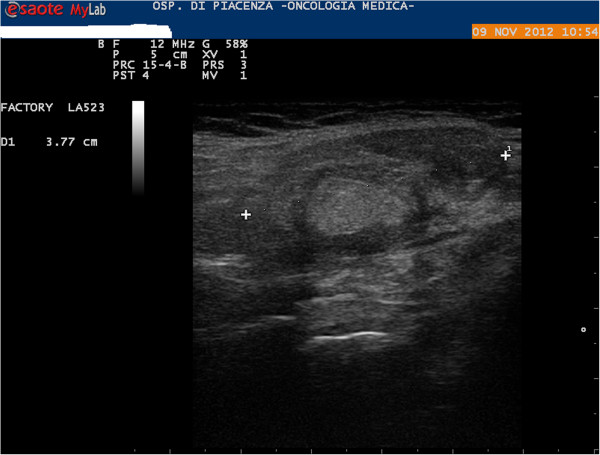 esaote MyLab
OSP. DI PIACENZA -ONCOLOGIA MEDICA-
09 NOV 2012 10:54
B F 12 MHz G 58%
P 5 cm XV 1
PRC 15-4-B PRS 3
PST 4 MV 1
FACTORY LA523
D1 3.77 cm
1